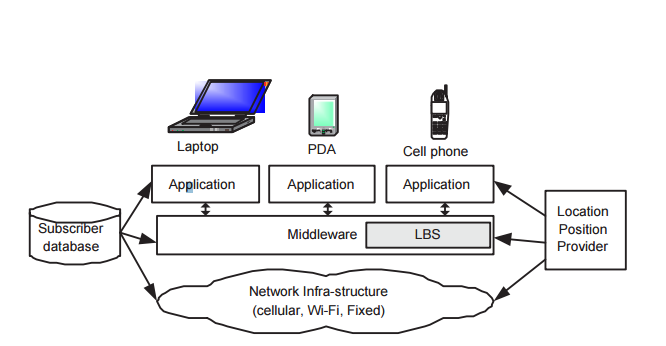 Laptop
PDA
Cell phone
Application
Application
Application
Subscriber
database
Middleware
LBS
Location
Position
Provider
Network Infra-structure
(cellular, Wi-Fi, Fixed)